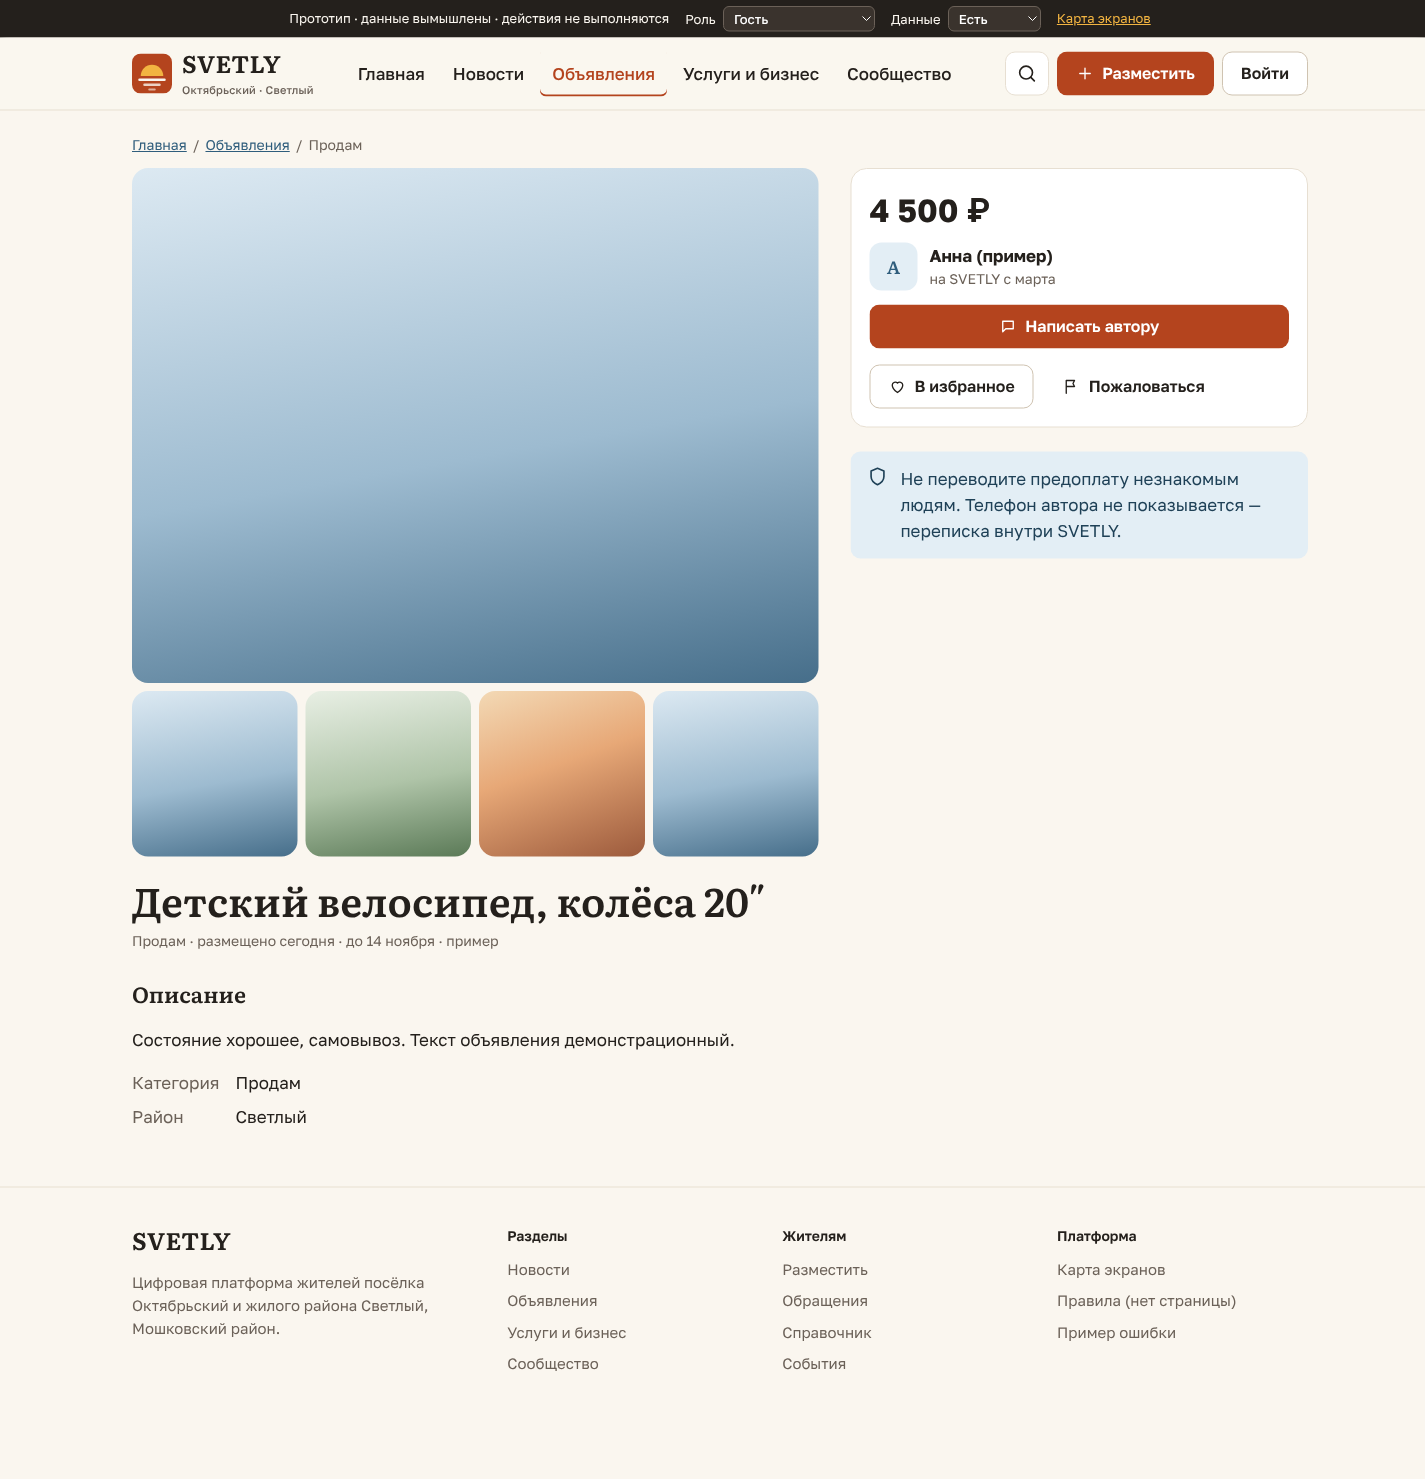 Прототип · данные вымышлены · действия не выполняются Роль Гость Данные Есть Карта экранов
SVETLY
Октябрьский · Светлый
Главная Новости Объявления Услуги и бизнес Сообщество Разместить Войти
Главная / Объявления / Продам
4 500 ₽
А
Анна (пример)
на SVETLY с марта
Написать автору
В избранное Пожаловаться
Не переводите предоплату незнакомым
людям. Телефон автора не показывается —
переписка внутри SVETLY.
Детский велосипед, колёса 20″
Продам · размещено сегодня · до 14 ноября · пример
Описание
Состояние хорошее, самовывоз. Текст объявления демонстрационный.
Категория Продам
Район Светлый
SVETLY
Цифровая платформа жителей посёлка
Октябрьский и жилого района Светлый,
Мошковский район.
Разделы
Новости
Объявления
Услуги и бизнес
Сообщество
Жителям
Разместить
Обращения
Справочник
События
Платформа
Карта экранов
Правила (нет страницы)
Пример ошибки